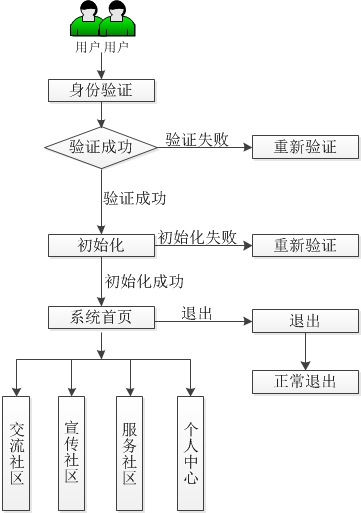 用户 用户
身份验证
验证成功
验证失败
重新验证
验证成功
初始化
初始化失败
重新验证
初始化成功
系统首页
退出
退出
正常退出
交流社区
宣传社区
服务社区
个人中心